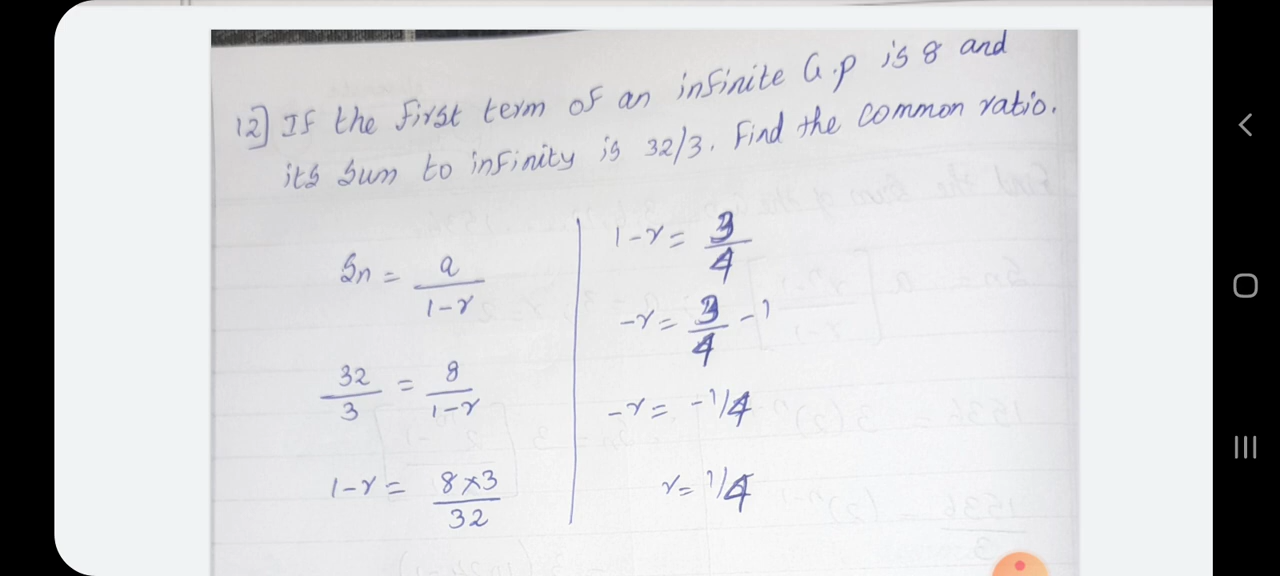 12] If the first term of an infinite G.P is 8 and
its sum to infinity is 32/3. Find the common ratio.
Sn = a/1-r
32/3 = 8/1-r
1-r = 8×3/32
1-r = 3/4
-r = 3/4 - 1
-r = -1/4
r = 1/4